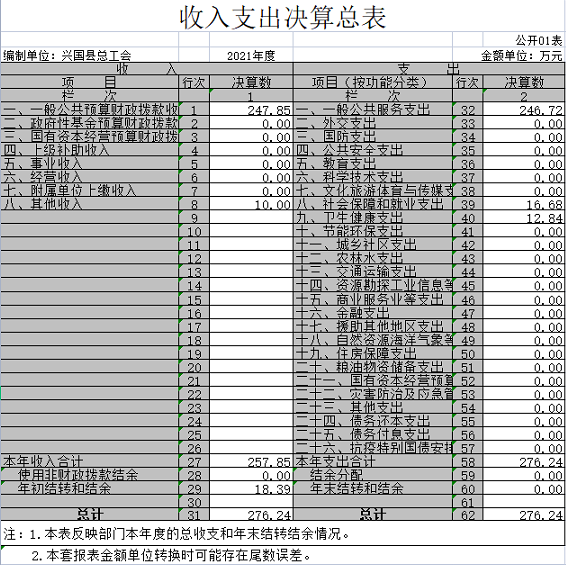 收入支出决算总表
公开01表
编制单位：兴国县总工会 2021年度 金额单位：万元
收 入 支 出
项 目 行次 决算数 项目（按功能分类） 行次 决算数
栏 次 1 栏 次 2
一、一般公共预算财政拨款收 1 247.85 一、一般公共服务支出 32 246.72
二、政府性基金预算财政拨款 2 0.00 二、外交支出 33 0.00
三、国有资本经营预算财政拨 3 0.00 三、国防支出 34 0.00
四、上级补助收入 4 0.00 四、公共安全支出 35 0.00
五、事业收入 5 0.00 五、教育支出 36 0.00
六、经营收入 6 0.00 六、科学技术支出 37 0.00
七、附属单位上缴收入 7 0.00 七、文化旅游体育与传媒支 38 0.00
八、其他收入 8 10.00 八、社会保障和就业支出 39 16.68
9 九、卫生健康支出 40 12.84
10 十、节能环保支出 41 0.00
11 十一、城乡社区支出 42 0.00
12 十二、农林水支出 43 0.00
13 十三、交通运输支出 44 0.00
14 十四、资源勘探工业信息等 45 0.00
15 十五、商业服务业等支出 46 0.00
16 十六、金融支出 47 0.00
17 十七、援助其他地区支出 48 0.00
18 十八、自然资源海洋气象等 49 0.00
19 十九、住房保障支出 50 0.00
20 二十、粮油物资储备支出 51 0.00
21 二十一、国有资本经营预算 52 0.00
22 二十二、灾害防治及应急管 53 0.00
23 二十三、其他支出 54 0.00
24 二十四、债务还本支出 55 0.00
25 二十五、债务付息支出 56 0.00
26 二十六、抗疫特别国债安排 57 0.00
本年收入合计 27 257.85 本年支出合计 58 276.24
使用非财政拨款结余 28 0.00 结余分配 59 0.00
年初结转和结余 29 18.39 年末结转和结余 60 0.00
30 61
总计 31 276.24 总计 62 276.24
注：1.本表反映部门本年度的总收支和年末结转结余情况。
2.本套报表金额单位转换时可能存在尾数误差。